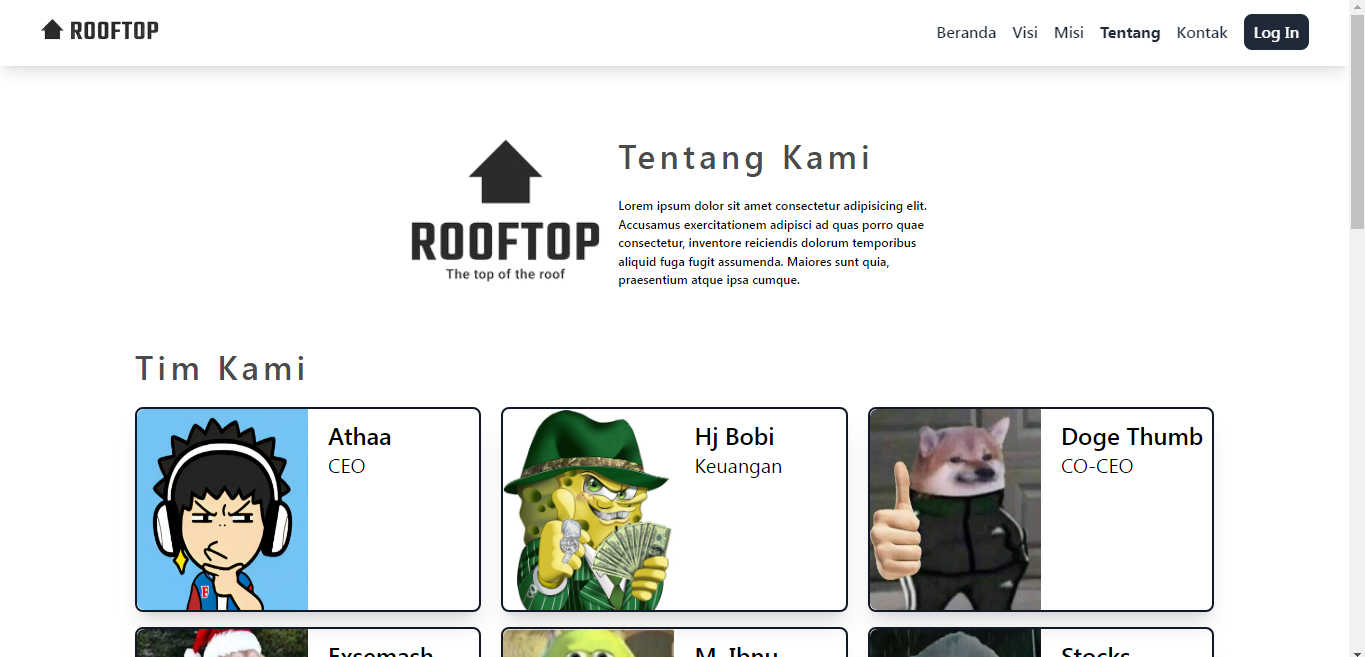 ROOFTOP
Beranda Visi Misi Tentang Kontak Log In
ROOFTOP
The top of the roof
Tentang Kami
Lorem ipsum dolor sit amet consectetur adipisicing elit.
Accusamus exercitationem adipisci ad quas porro quae
consectetur, inventore reiciendis dolorum temporibus
aliquid fuga fugit assumenda. Maiores sunt quia,
praesentium atque ipsa cumque.
Tim Kami
Athaa
CEO
F
Hj Bobi
Keuangan
Doge Thumb
CO-CEO
Exsemash
M. Ibnu
Stocks